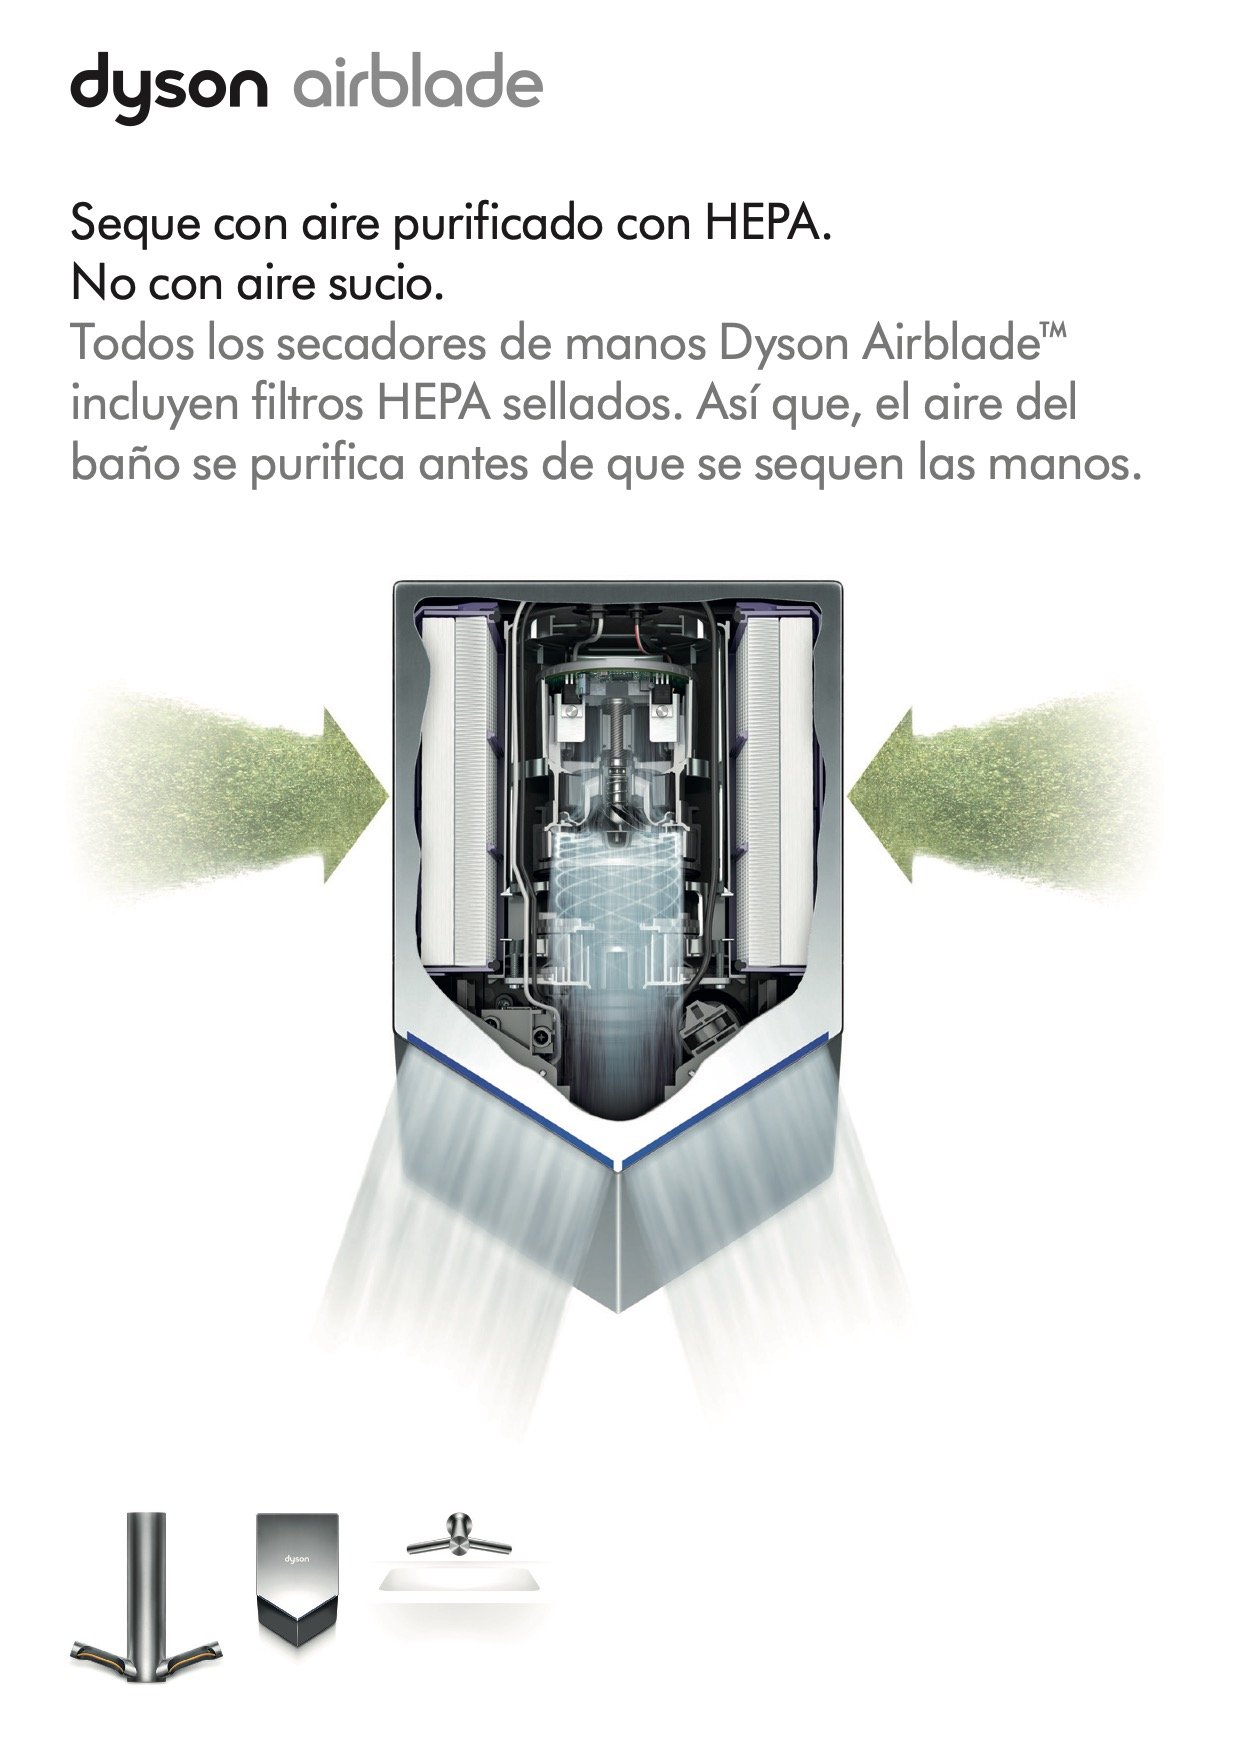 dyson airblade
Seque con aire purificado con HEPA.
No con aire sucio.
Todos los secadores de manos Dyson Airblade™
incluyen filtros HEPA sellados. Así que, el aire del
baño se purifica antes de que se sequen las manos.
dyson